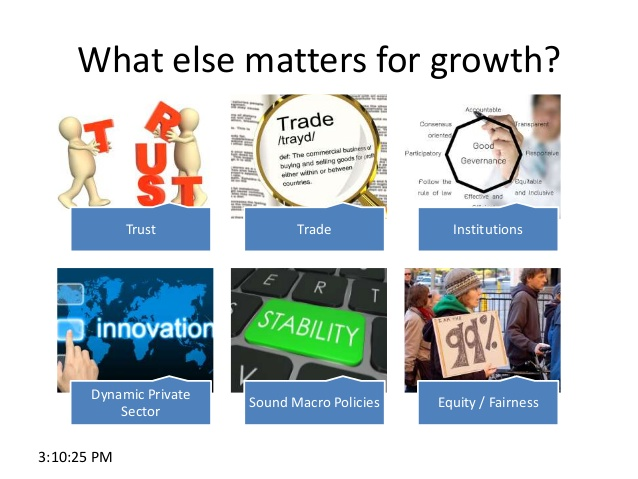 What else matters for growth?
TRUST
Trade
/trayd/
def: The commercial business of
buying and selling goods for profit
either within or between
countries.
Accountable
Consensus
oriented
Transparent
Participatory
Good
Governance
Responsive
Follow the
rule of law
Equitable
and Inclusive
Effective and
Trust
Trade
Institutions
innovation
E
R
T
STABILITY
V
I AM THE
99%
Dynamic Private
Sector
Sound Macro Policies
Equity / Fairness
3:10:25 PM